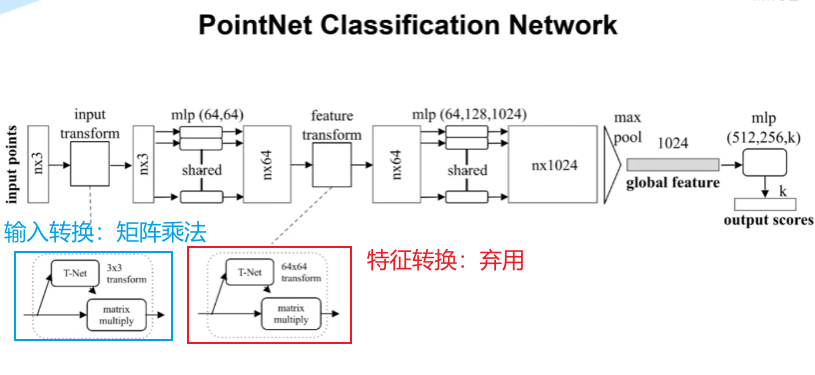 PointNet Classification Network
input points
nx3
input
transform
nx3
mlp (64,64)
shared
nx64
feature
transform
nx64
mlp (64,128,1024)
shared
nx1024
max
pool
1024
global feature
mlp
(512,256,k)
k
output scores
输入转换：矩阵乘法
T-Net
3x3
transform
matrix
multiply
T-Net
64x64
transform
matrix
multiply
特征转换：弃用